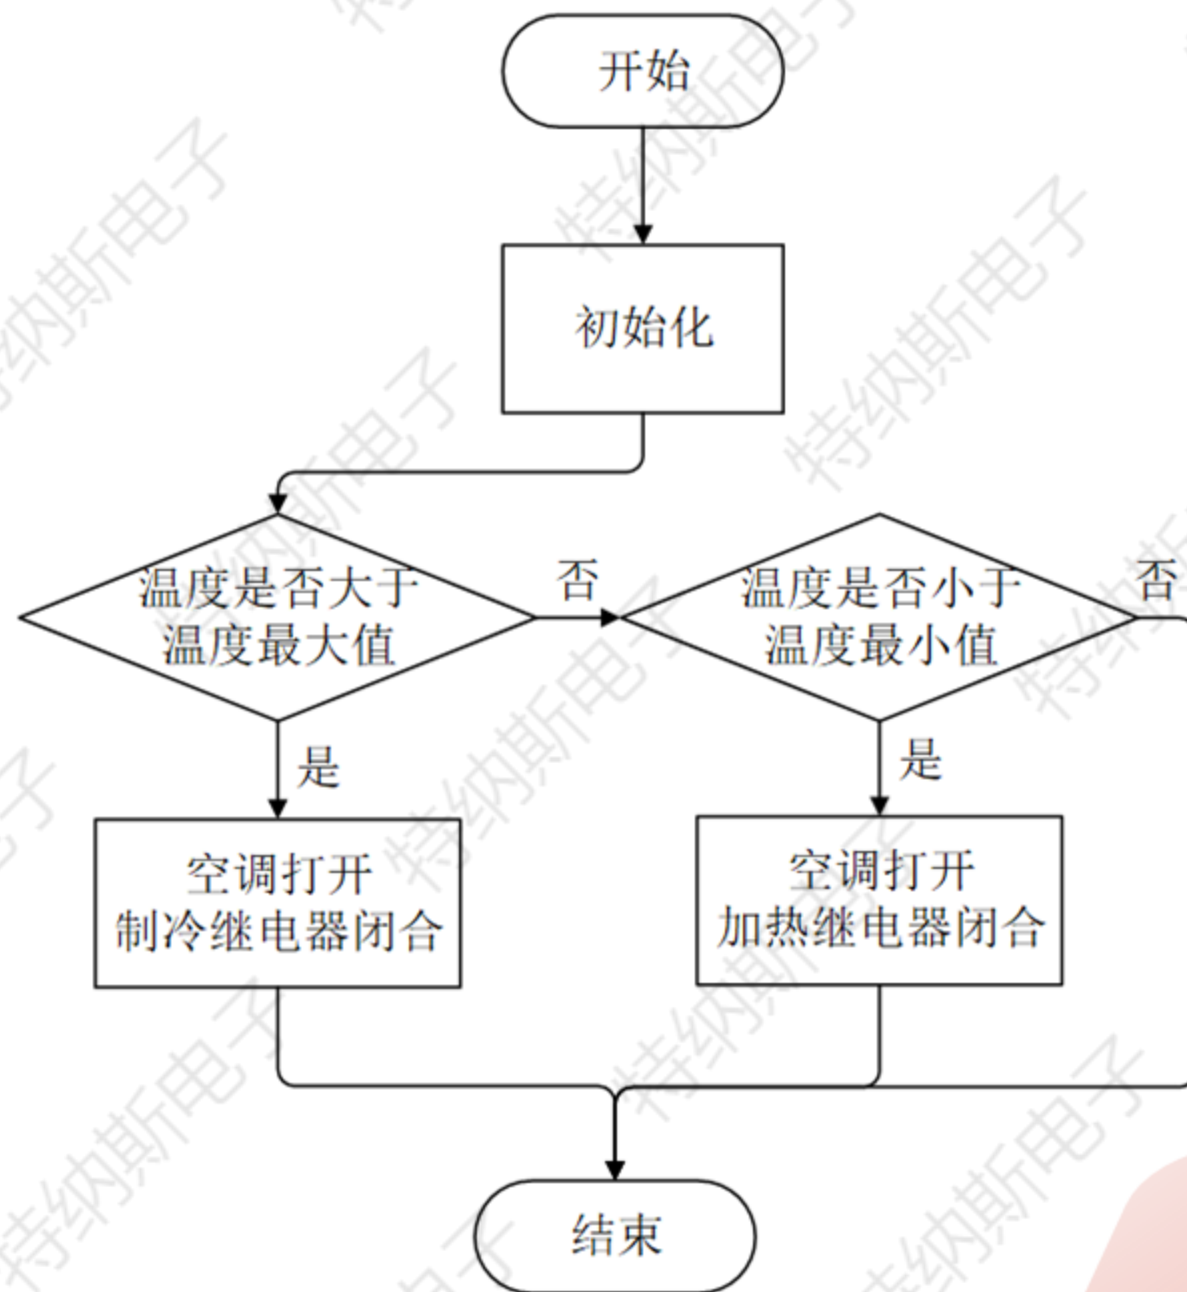 开始
初始化
温度是否大于
温度最大值
否
温度是否小于
温度最小值
否
是
是
空调打开
制冷继电器闭合
空调打开
加热继电器闭合
结束
特纳斯电子